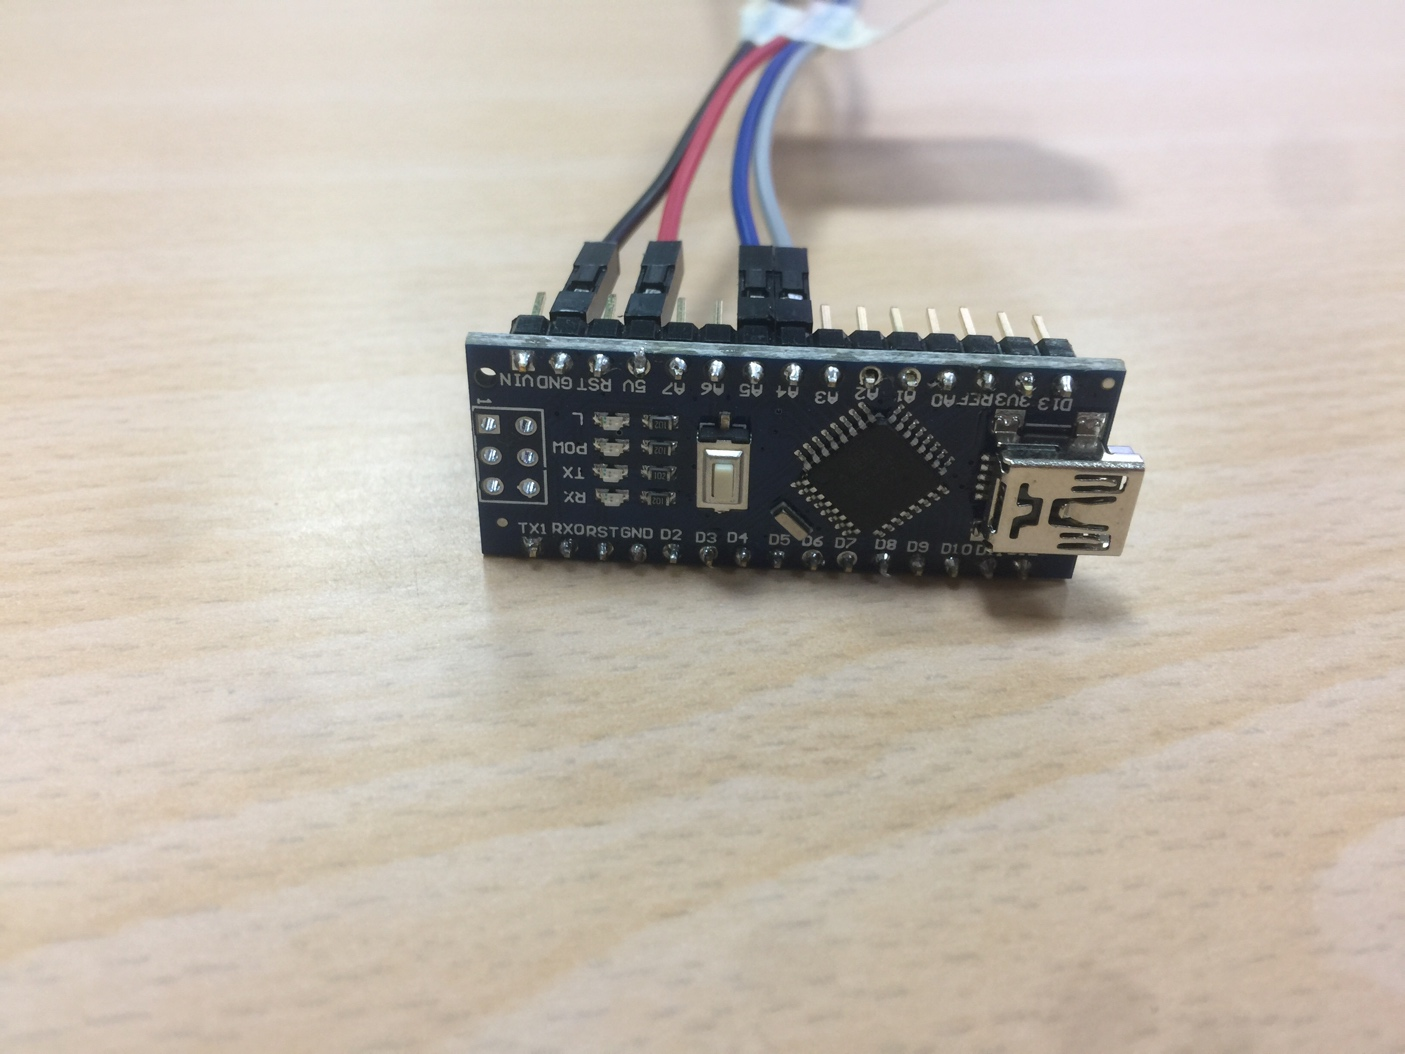 VIN GND RST 5V A7 A6 A5 A4 A3 A2 A1 A0 REF 3V3 D13
1
L
POW
TX
RX
TX1 RX0 RST GND D2 D3 D4 D5 D6 D7 D8 D9 D10